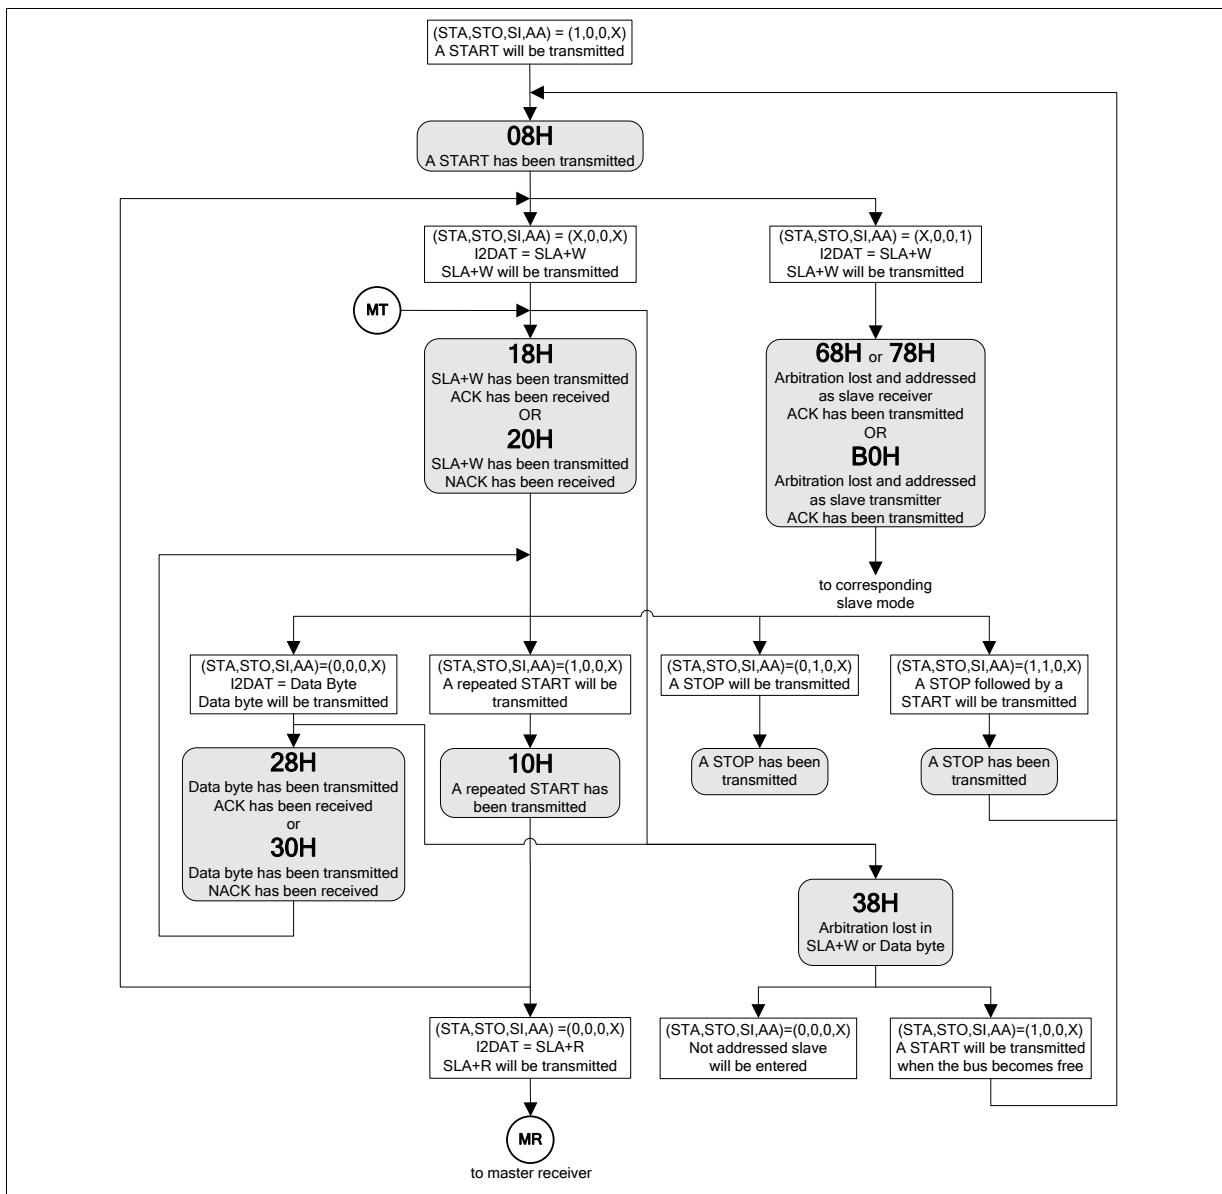 (STA,STO,SI,AA) = (1,0,0,X)
A START will be transmitted
08H
A START has been transmitted
(STA,STO,SI,AA) = (X,0,0,X)
I2DAT = SLA+W
SLA+W will be transmitted
(STA,STO,SI,AA) = (X,0,0,1)
I2DAT = SLA+W
SLA+W will be transmitted
MT
18H
SLA+W has been transmitted
ACK has been received
OR
20H
SLA+W has been transmitted
NACK has been received
68H or 78H
Arbitration lost and addressed
as slave receiver
ACK has been transmitted
OR
B0H
Arbitration lost and addressed
as slave transmitter
ACK has been transmitted
to corresponding
slave mode
(STA,STO,SI,AA)=(0,0,0,X)
I2DAT = Data Byte
Data byte will be transmitted
(STA,STO,SI,AA)=(1,0,0,X)
A repeated START will be
transmitted
(STA,STO,SI,AA)=(0,1,0,X)
A STOP will be transmitted
(STA,STO,SI,AA)=(1,1,0,X)
A STOP followed by a
START will be transmitted
28H
Data byte has been transmitted
ACK has been received
or
30H
Data byte has been transmitted
NACK has been received
10H
A repeated START has
been transmitted
A STOP has been
transmitted
A STOP has been
transmitted
38H
Arbitration lost in
SLA+W or Data byte
(STA,STO,SI,AA) =(0,0,0,X)
I2DAT = SLA+R
SLA+R will be transmitted
(STA,STO,SI,AA)=(0,0,0,X)
Not addressed slave
will be entered
(STA,STO,SI,AA)=(1,0,0,X)
A START will be transmitted
when the bus becomes free
MR
to master receiver